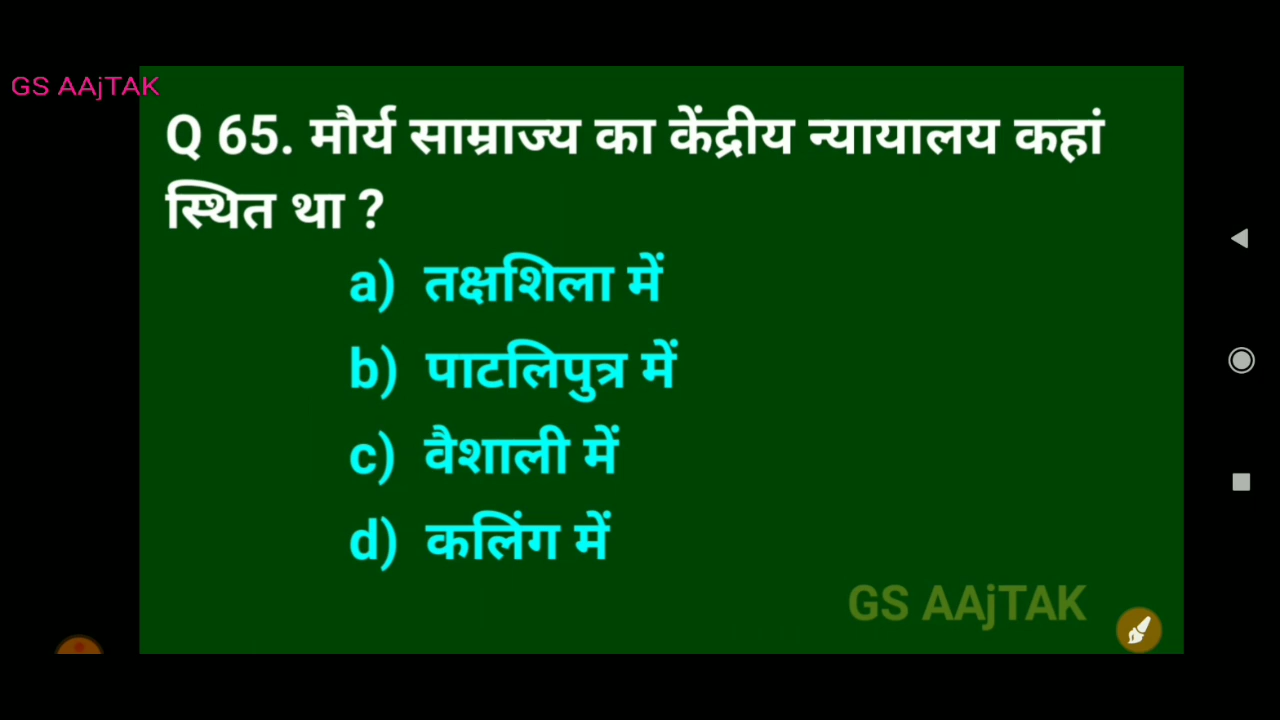 GS AAjTAK
Q 65. मौर्य साम्राज्य का केंद्रीय न्यायालय कहां
स्थित था ?
a) तक्षशिला में
b) पाटलिपुत्र में
c) वैशाली में
d) कलिंग में
GS AAjTAK